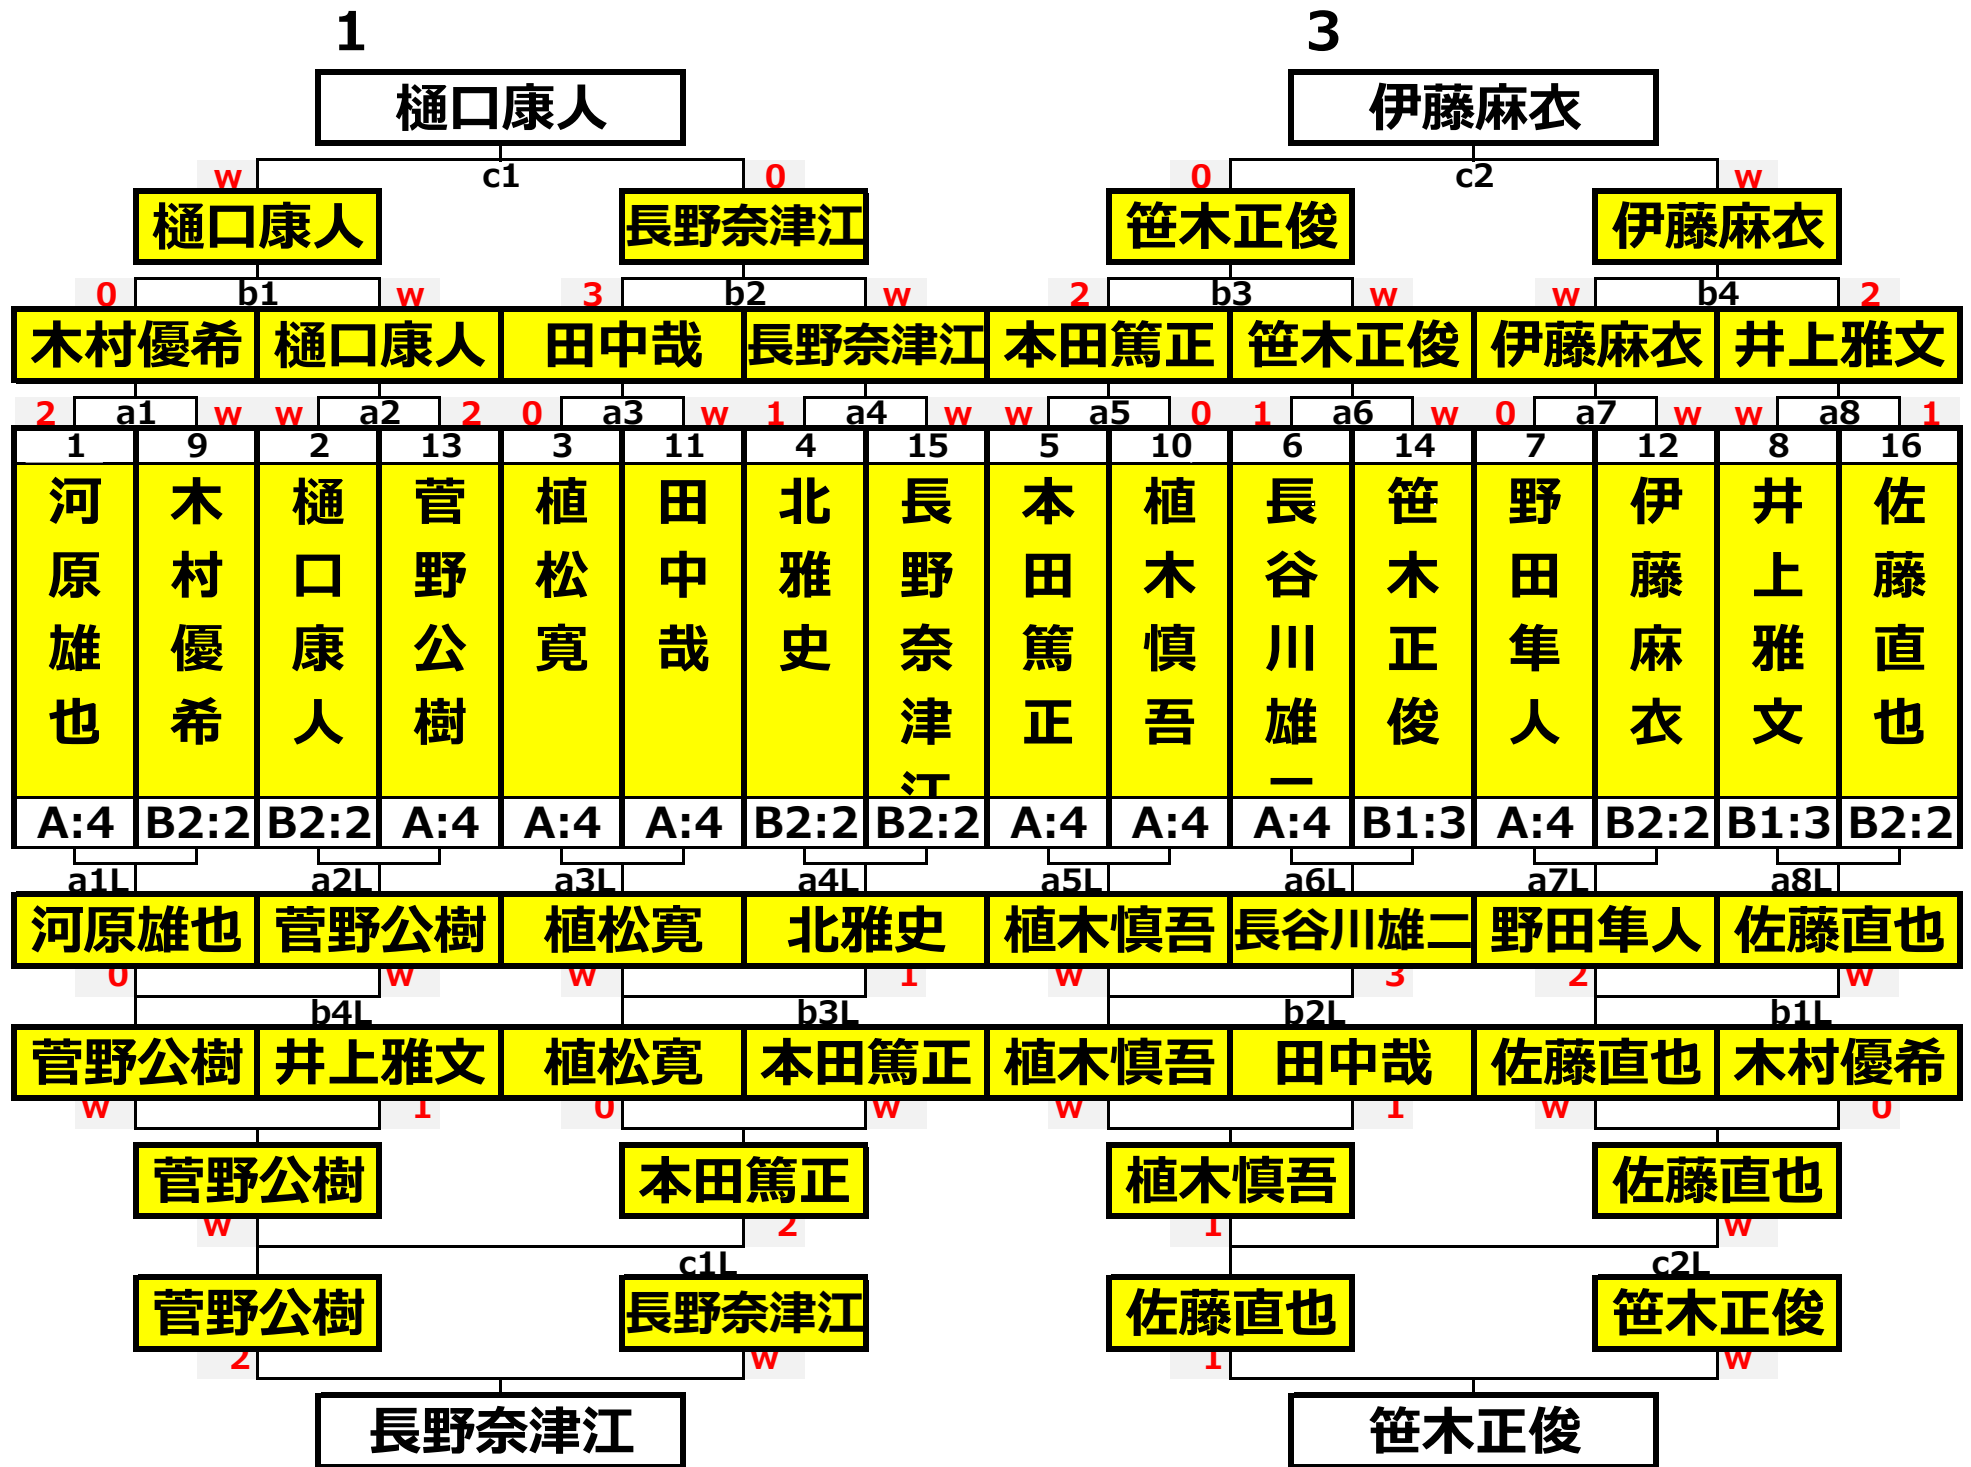 1 3
樋口康人 伊藤麻衣
w c1 0 0 c2 w
樋口康人 長野奈津江 笹木正俊 伊藤麻衣
0 b1 w 3 b2 w 2 b3 w w b4 2
木村優希 樋口康人 田中哉 長野奈津江 本田篤正 笹木正俊 伊藤麻衣 井上雅文
2 a1 w w a2 2 0 a3 w 1 a4 w w a5 0 1 a6 w 0 a7 w w a8 1
1 9 2 13 3 11 4 15 5 10 6 14 7 12 8 16
河原雄也
木村優希
樋口康人
菅野公樹
植松寛
田中哉
北雅史
長野奈津江
本田篤正
植木慎吾
長谷川雄二
笹木正俊
野田隼人
伊藤麻衣
井上雅文
佐藤直也
A:4 B2:2 B2:2 A:4 A:4 A:4 B2:2 B2:2 A:4 A:4 A:4 B1:3 A:4 B2:2 B1:3 B2:2
a1L a2L a3L a4L a5L a6L a7L a8L
河原雄也 菅野公樹 植松寛 北雅史 植木慎吾 長谷川雄二 野田隼人 佐藤直也
0 w w 1 w 3 2 w
b4L b3L b2L b1L
菅野公樹 井上雅文 植松寛 本田篤正 植木慎吾 田中哉 佐藤直也 木村優希
w 1 0 w w 1 w 0
菅野公樹 本田篤正 植木慎吾 佐藤直也
w 2 1 w
c1L c2L
菅野公樹 長野奈津江 佐藤直也 笹木正俊
2 w 1 w
長野奈津江 笹木正俊